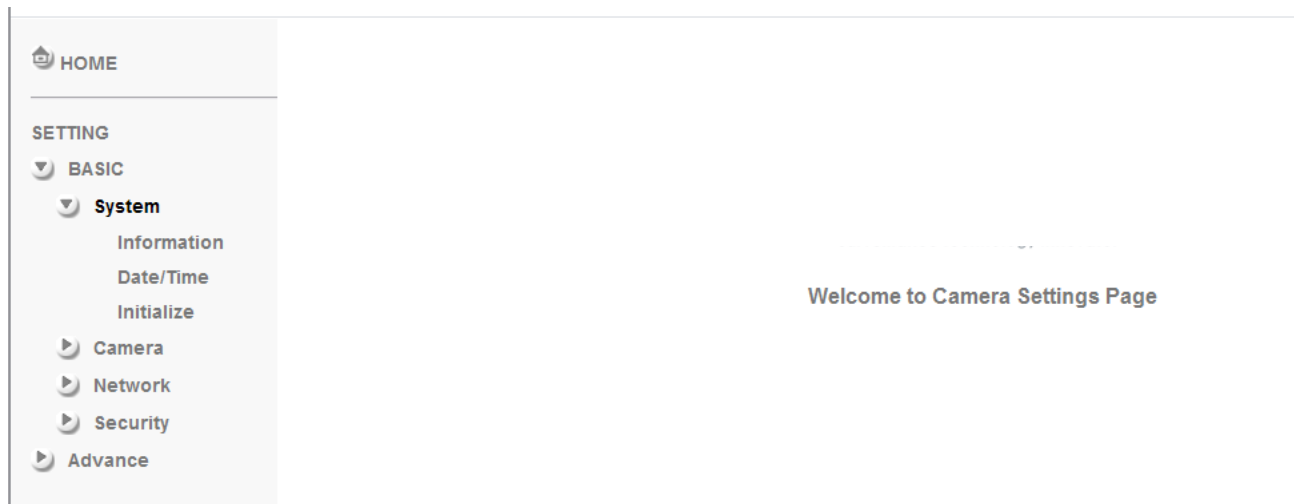 HOME
SETTING
BASIC
System
Information
Date/Time
Initialize
Camera
Network
Security
Advance
Welcome to Camera Settings Page